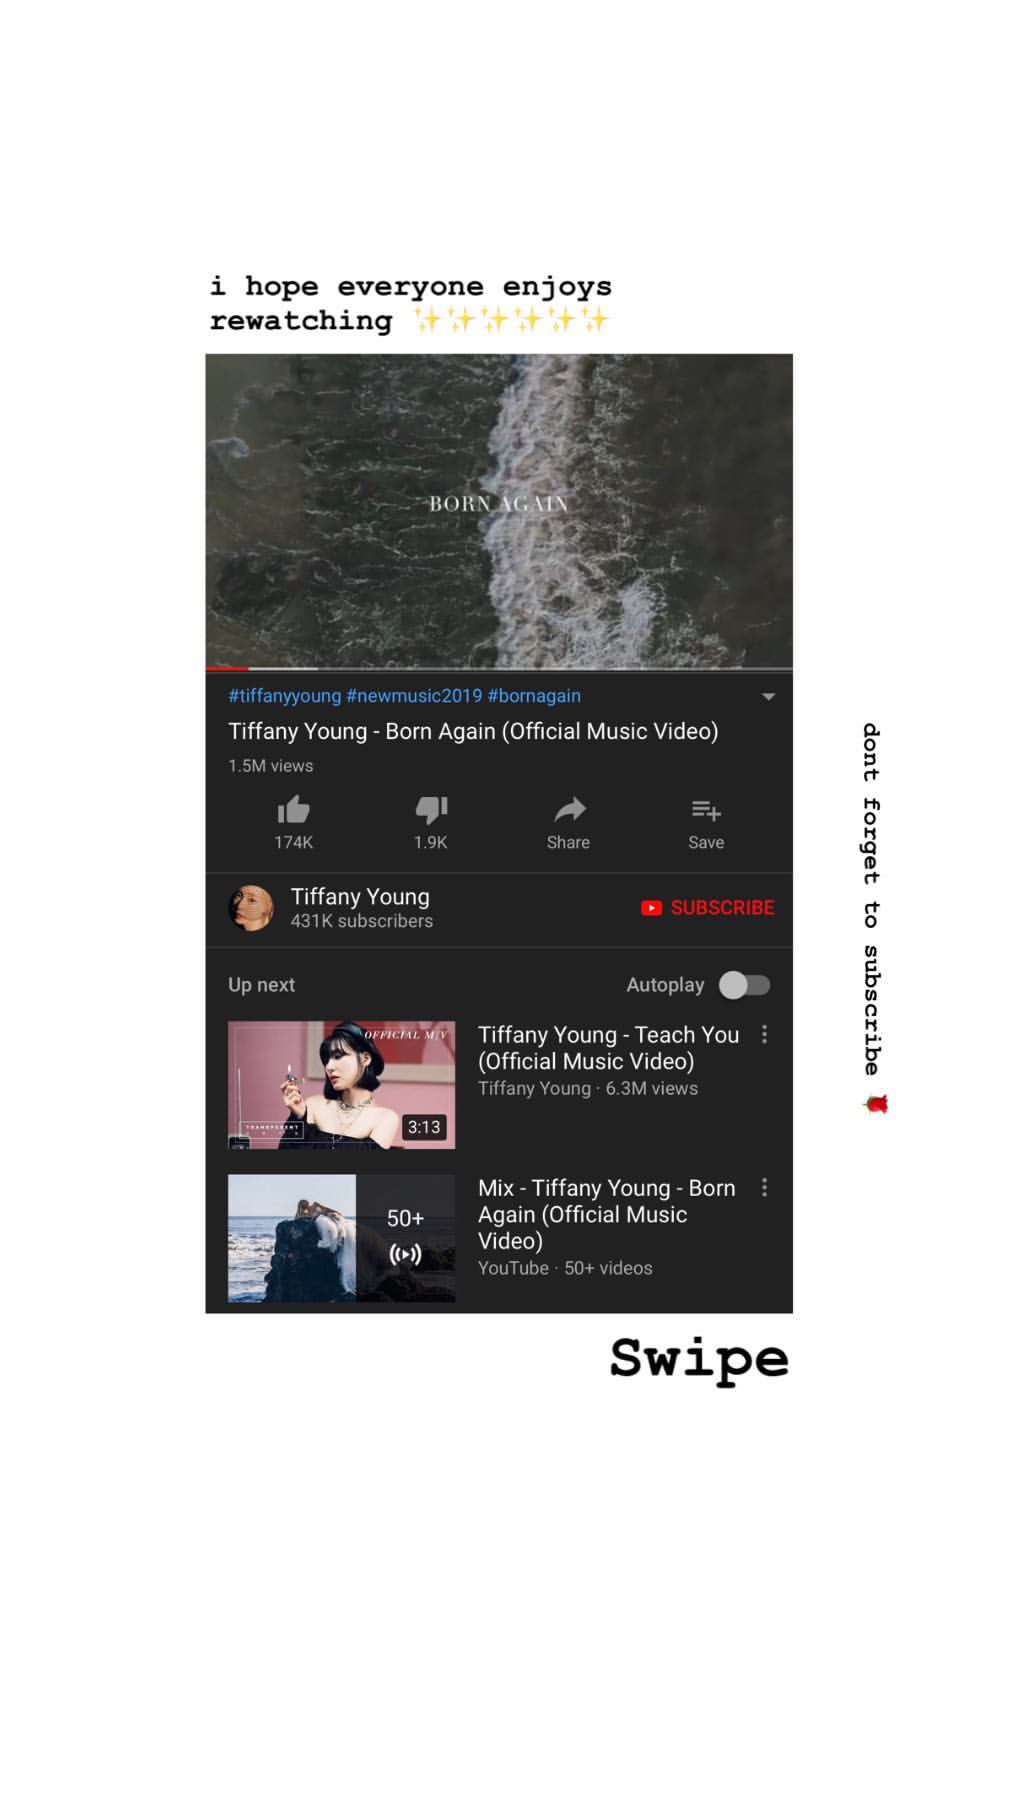 i hope everyone enjoys
rewatching ✨✨✨✨✨✨
BORN AGAIN
#tiffanyyoung #newmusic2019 #bornagain
Tiffany Young - Born Again (Official Music Video)
1.5M views
174K
1.9K
Share
Save
Tiffany Young
431K subscribers
SUBSCRIBE
Up next
Autoplay
OFFICIAL M/V
TRANSPARENT
3:13
Tiffany Young - Teach You
(Official Music Video)
Tiffany Young · 6.3M views
50+
Mix - Tiffany Young - Born
Again (Official Music
Video)
YouTube · 50+ videos
dont forget to subscribe 🌹
Swipe